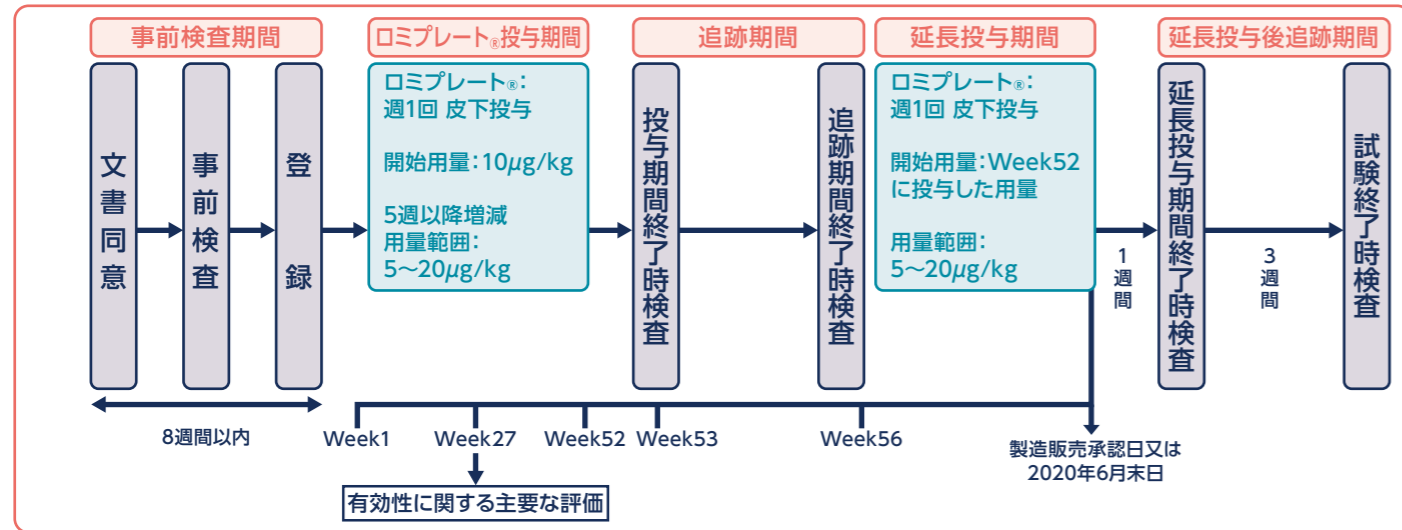 事前検査期間
ロミプレート®投与期間
追跡期間
延長投与期間
延長投与後追跡期間
文書同意
事前検査
登録
ロミプレート®:
週1回 皮下投与
開始用量:10μg/kg
5週以降増減
用量範囲:
5~20μg/kg
投与期間終了時検査
追跡期間終了時検査
ロミプレート®:
週1回 皮下投与
開始用量:Week52
に投与した用量
用量範囲:
5~20μg/kg
1週間
延長投与期間終了時検査
3週間
試験終了時検査
8週間以内
Week1
Week27
Week52
Week53
Week56
製造販売承認日又は
2020年6月末日
有効性に関する主要な評価